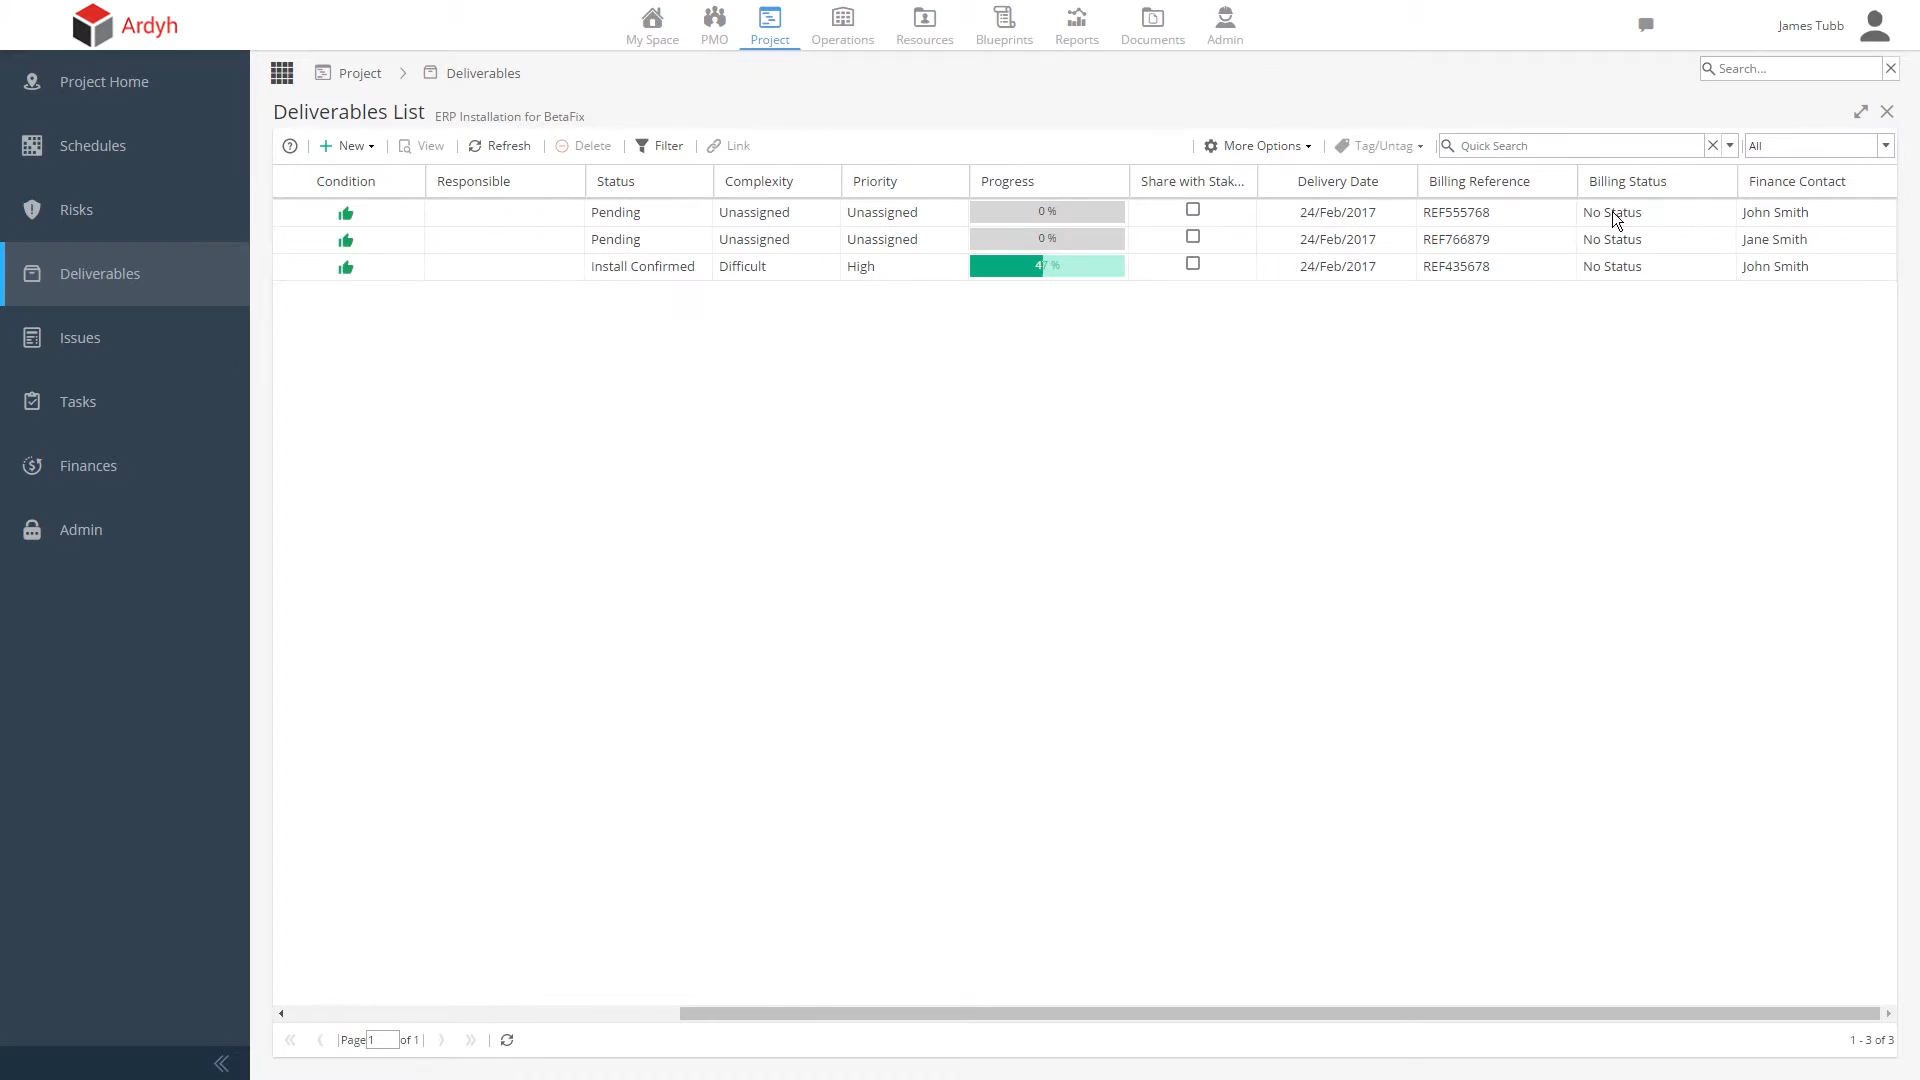 Ardyh
My Space PMO Project Operations Resources Blueprints Reports Documents Admin
James Tubb
Project Home
Schedules
Risks
Deliverables
Issues
Tasks
Finances
Admin
Project Deliverables
Search...
Deliverables List ERP Installation for BetaFix
New View Refresh Delete Filter Link More Options Tag/Untag Quick Search All
Condition Responsible Status Complexity Priority Progress Share with Stak... Delivery Date Billing Reference Billing Status Finance Contact
Pending Unassigned Unassigned 0 % 24/Feb/2017 REF555768 No Status John Smith
Pending Unassigned Unassigned 0 % 24/Feb/2017 REF766879 No Status Jane Smith
Install Confirmed Difficult High 47 % 24/Feb/2017 REF435678 No Status John Smith
Page 1 of 1
1 - 3 of 3